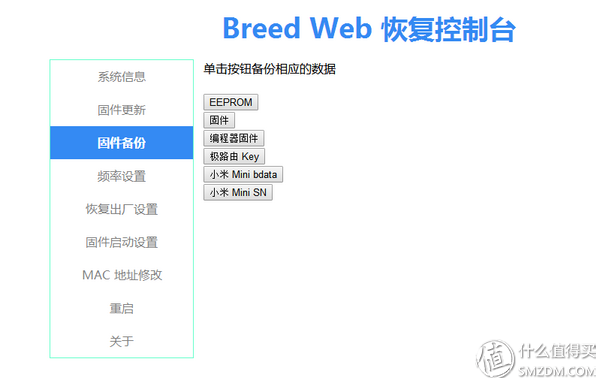 Breed Web 恢复控制台
系统信息
固件更新
固件备份
频率设置
恢复出厂设置
固件启动设置
MAC 地址修改
重启
关于
单击按钮备份相应的数据
EEPROM
固件
编程器固件
极路由 Key
小米 Mini bdata
小米 Mini SN
值 什么值得买
SMZDM.COM